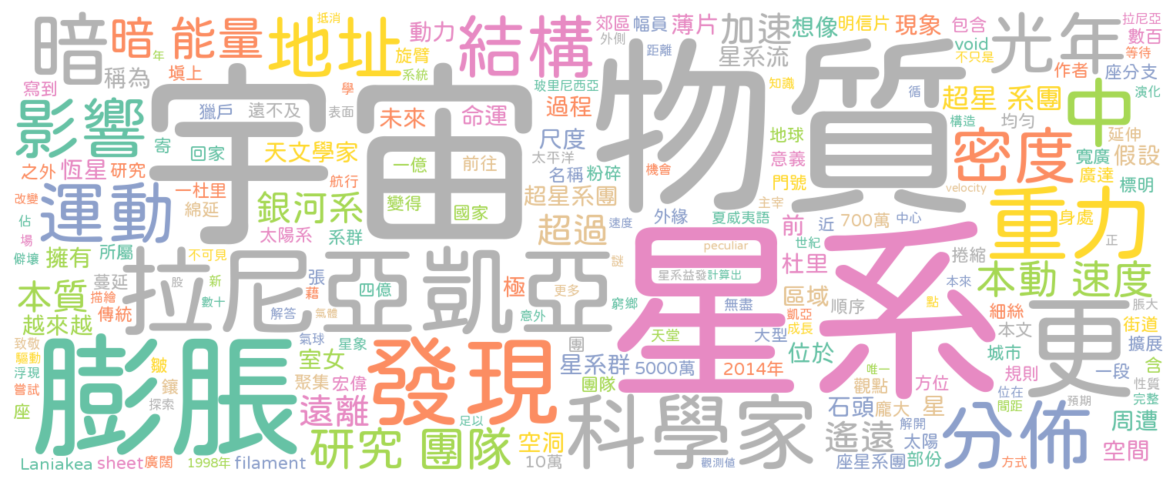 暗
暗 能量
地址
動力
抵消
結構
郊區
幅員
薄片
加速
想像
明信片
現象
包含
拉尼亞
數百
年
旋臂
系統
外側
距離
星系流
void
不只是
光年
等待
作者
座分支
稱為
寫到
塡上
學
玻里尼西亞
知識
影響
獵戶
遠不及
表面
宇宙
未來
命運
過程
物質
循
超星 系團
構造
中
演化
均勻
延伸
寄
回家
天文學家
尺度
太平洋
地球
密度
寬廣
假設
之外
恆星
研究
一億
前往
名稱
粉碎
機會
意義
門號
廣達
標明
改變
運動
一杜里
綿延
航行
變得
國家
超星系團
主宰
velocity
重力
身處
佔
場
銀河系
太陽系
系群
超過
外緣
速度
夏威夷語
前
近
700萬
中心
正
僻壤
擁有
所屬
不可見
謎
peculiar
世紀
捲縮
拉尼亞凱亞
蔓延
張
四億
極
星系益發
計算出
杜里
本來
本動 速度
本質
描繪
股
新
藉
更多
窮鄉
無盡
區域
順序
點
脹大
越來越
傳統
數十
解答
氣體
意外
星系
凱亞
成長
細絲
本文
更
街道
擴展
致敬
驅動
浮現
嘗試
膨脹
皺
氣球
星象
發現
團
天堂
大型
位於
城市
規則
一段
含
室女
星系群
5000萬
2014年
唯一
觀點
方位
位在
性質
座
鑲
聚集
宏偉
團隊
預期
完整
探索
遠離
足以
科學家
石頭
龐大
星
間距
分佈
周遭
研究 團隊
空洞
遙遠
太陽
解開
空間
Laniakea
sheet
廣闊
1998年
filament
10萬
觀測値
座星系團
部份
方式